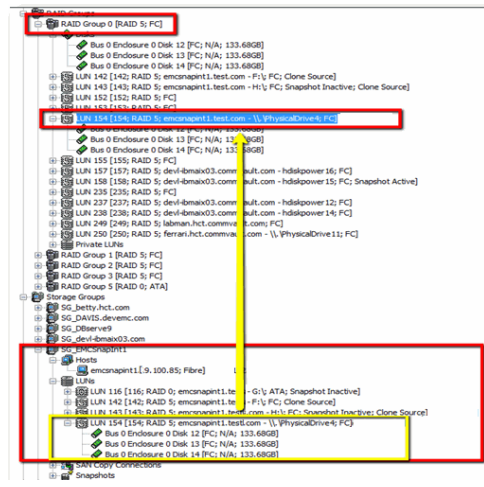 RAID Groups
RAID Group 0 [RAID 5; FC]
Disks
Bus 0 Enclosure 0 Disk 12 [FC; N/A; 133.68GB]
Bus 0 Enclosure 0 Disk 13 [FC; N/A; 133.68GB]
Bus 0 Enclosure 0 Disk 14 [FC; N/A; 133.68GB]
LUN 142 [142; RAID 5; emcsnapint1.test.com - F:\; FC; Clone Source]
LUN 143 [143; RAID 5; emcsnapint1.test.com - H:\; FC; Snapshot Inactive; Clone Source]
LUN 152 [152; RAID 5; FC]
LUN 153 [153; RAID 5; FC]
LUN 154 [154; RAID 5; emcsnapint1.test.com - \\.\PhysicalDrive4; FC]
Bus 0 Enclosure 0 Disk 12 [FC; N/A; 133.68GB]
Bus 0 Enclosure 0 Disk 13 [FC; N/A; 133.68GB]
Bus 0 Enclosure 0 Disk 14 [FC; N/A; 133.68GB]
LUN 155 [155; RAID 5; FC]
LUN 157 [157; RAID 5; devl-ibmaix03.commvault.com - hdiskpower16; FC]
LUN 158 [158; RAID 5; devl-ibmaix03.commvault.com - hdiskpower15; FC; Snapshot Active]
LUN 235 [235; RAID 5; FC]
LUN 237 [237; RAID 5; devl-ibmaix03.commvault.com - hdiskpower12; FC]
LUN 238 [238; RAID 5; devl-ibmaix03.commvault.com - hdiskpower14; FC]
LUN 249 [249; RAID 5; labman.hct.commvault.com; FC]
LUN 250 [250; RAID 5; ferrari.hct.commvault.com - \\.\PhysicalDrive11; FC]
Private LUNs
RAID Group 1 [RAID 5; FC]
RAID Group 2 [RAID 5; FC]
RAID Group 3 [RAID 5; FC]
RAID Group 5 [RAID 0; ATA]
Storage Groups
SG_betty.hct.com
SG_DAVIS.devemc.com
SG_DBserve9
SG_devl-ibmaix03.com
SG_EMCSnapInt1
Hosts
emcsnapint1[.9.100.85; Fibre]
LUNs
LUN 116 [116; RAID 0; emcsnapint1.test - G:\; ATA; Snapshot Inactive]
LUN 142 [142; RAID 5; emcsnapint1.test - F:\; FC; Clone Source]
LUN 143 [143; RAID 5; emcsnapint1.test.com - H:\; FC; Snapshot Inactive; Clone Source]
LUN 154 [154; RAID 5; emcsnapint1.test.com - \\.\PhysicalDrive4; FC]
Bus 0 Enclosure 0 Disk 12 [FC; N/A; 133.68GB]
Bus 0 Enclosure 0 Disk 13 [FC; N/A; 133.68GB]
Bus 0 Enclosure 0 Disk 14 [FC; N/A; 133.68GB]
SAN Copy Connections
Snapshots